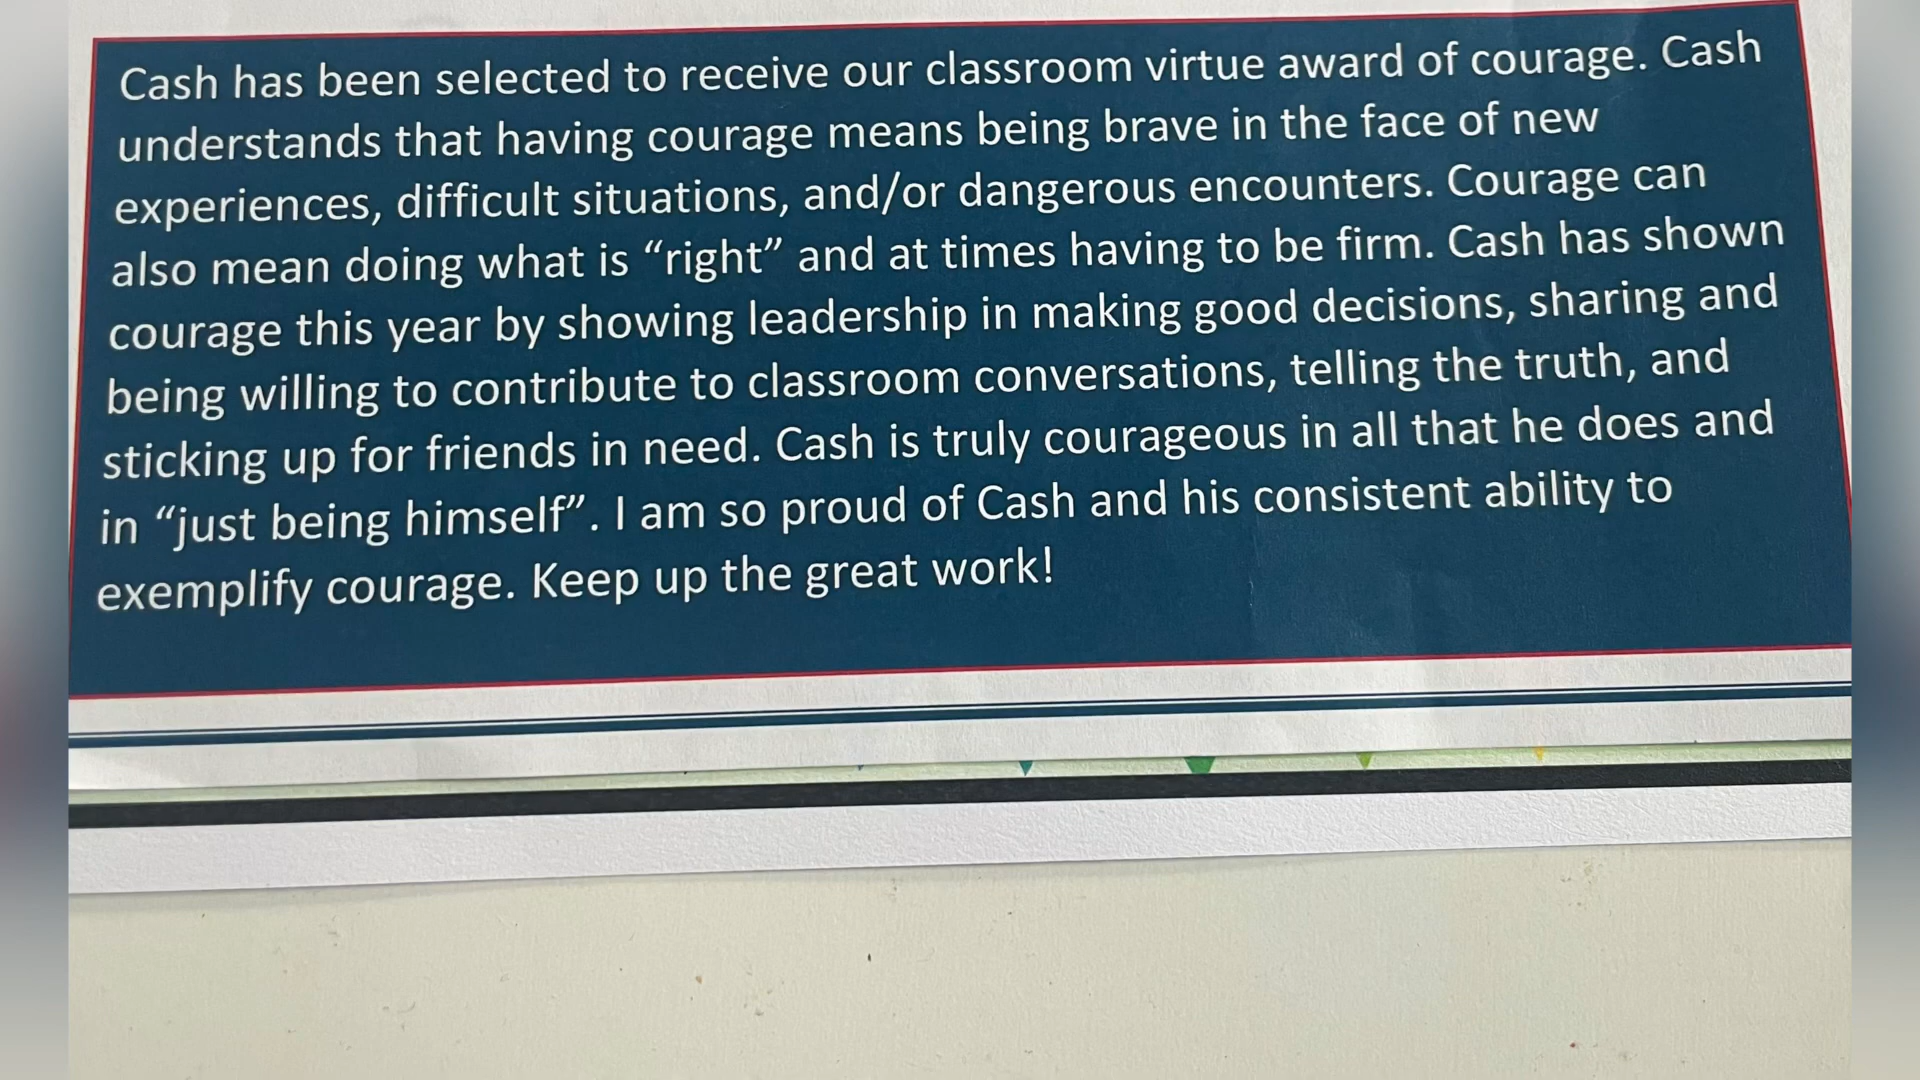 Cash has been selected to receive our classroom virtue award of courage. Cash
understands that having courage means being brave in the face of new
experiences, difficult situations, and/or dangerous encounters. Courage can
also mean doing what is “right” and at times having to be firm. Cash has shown
courage this year by showing leadership in making good decisions, sharing and
being willing to contribute to classroom conversations, telling the truth, and
sticking up for friends in need. Cash is truly courageous in all that he does and
in “just being himself”. I am so proud of Cash and his consistent ability to
exemplify courage. Keep up the great work!